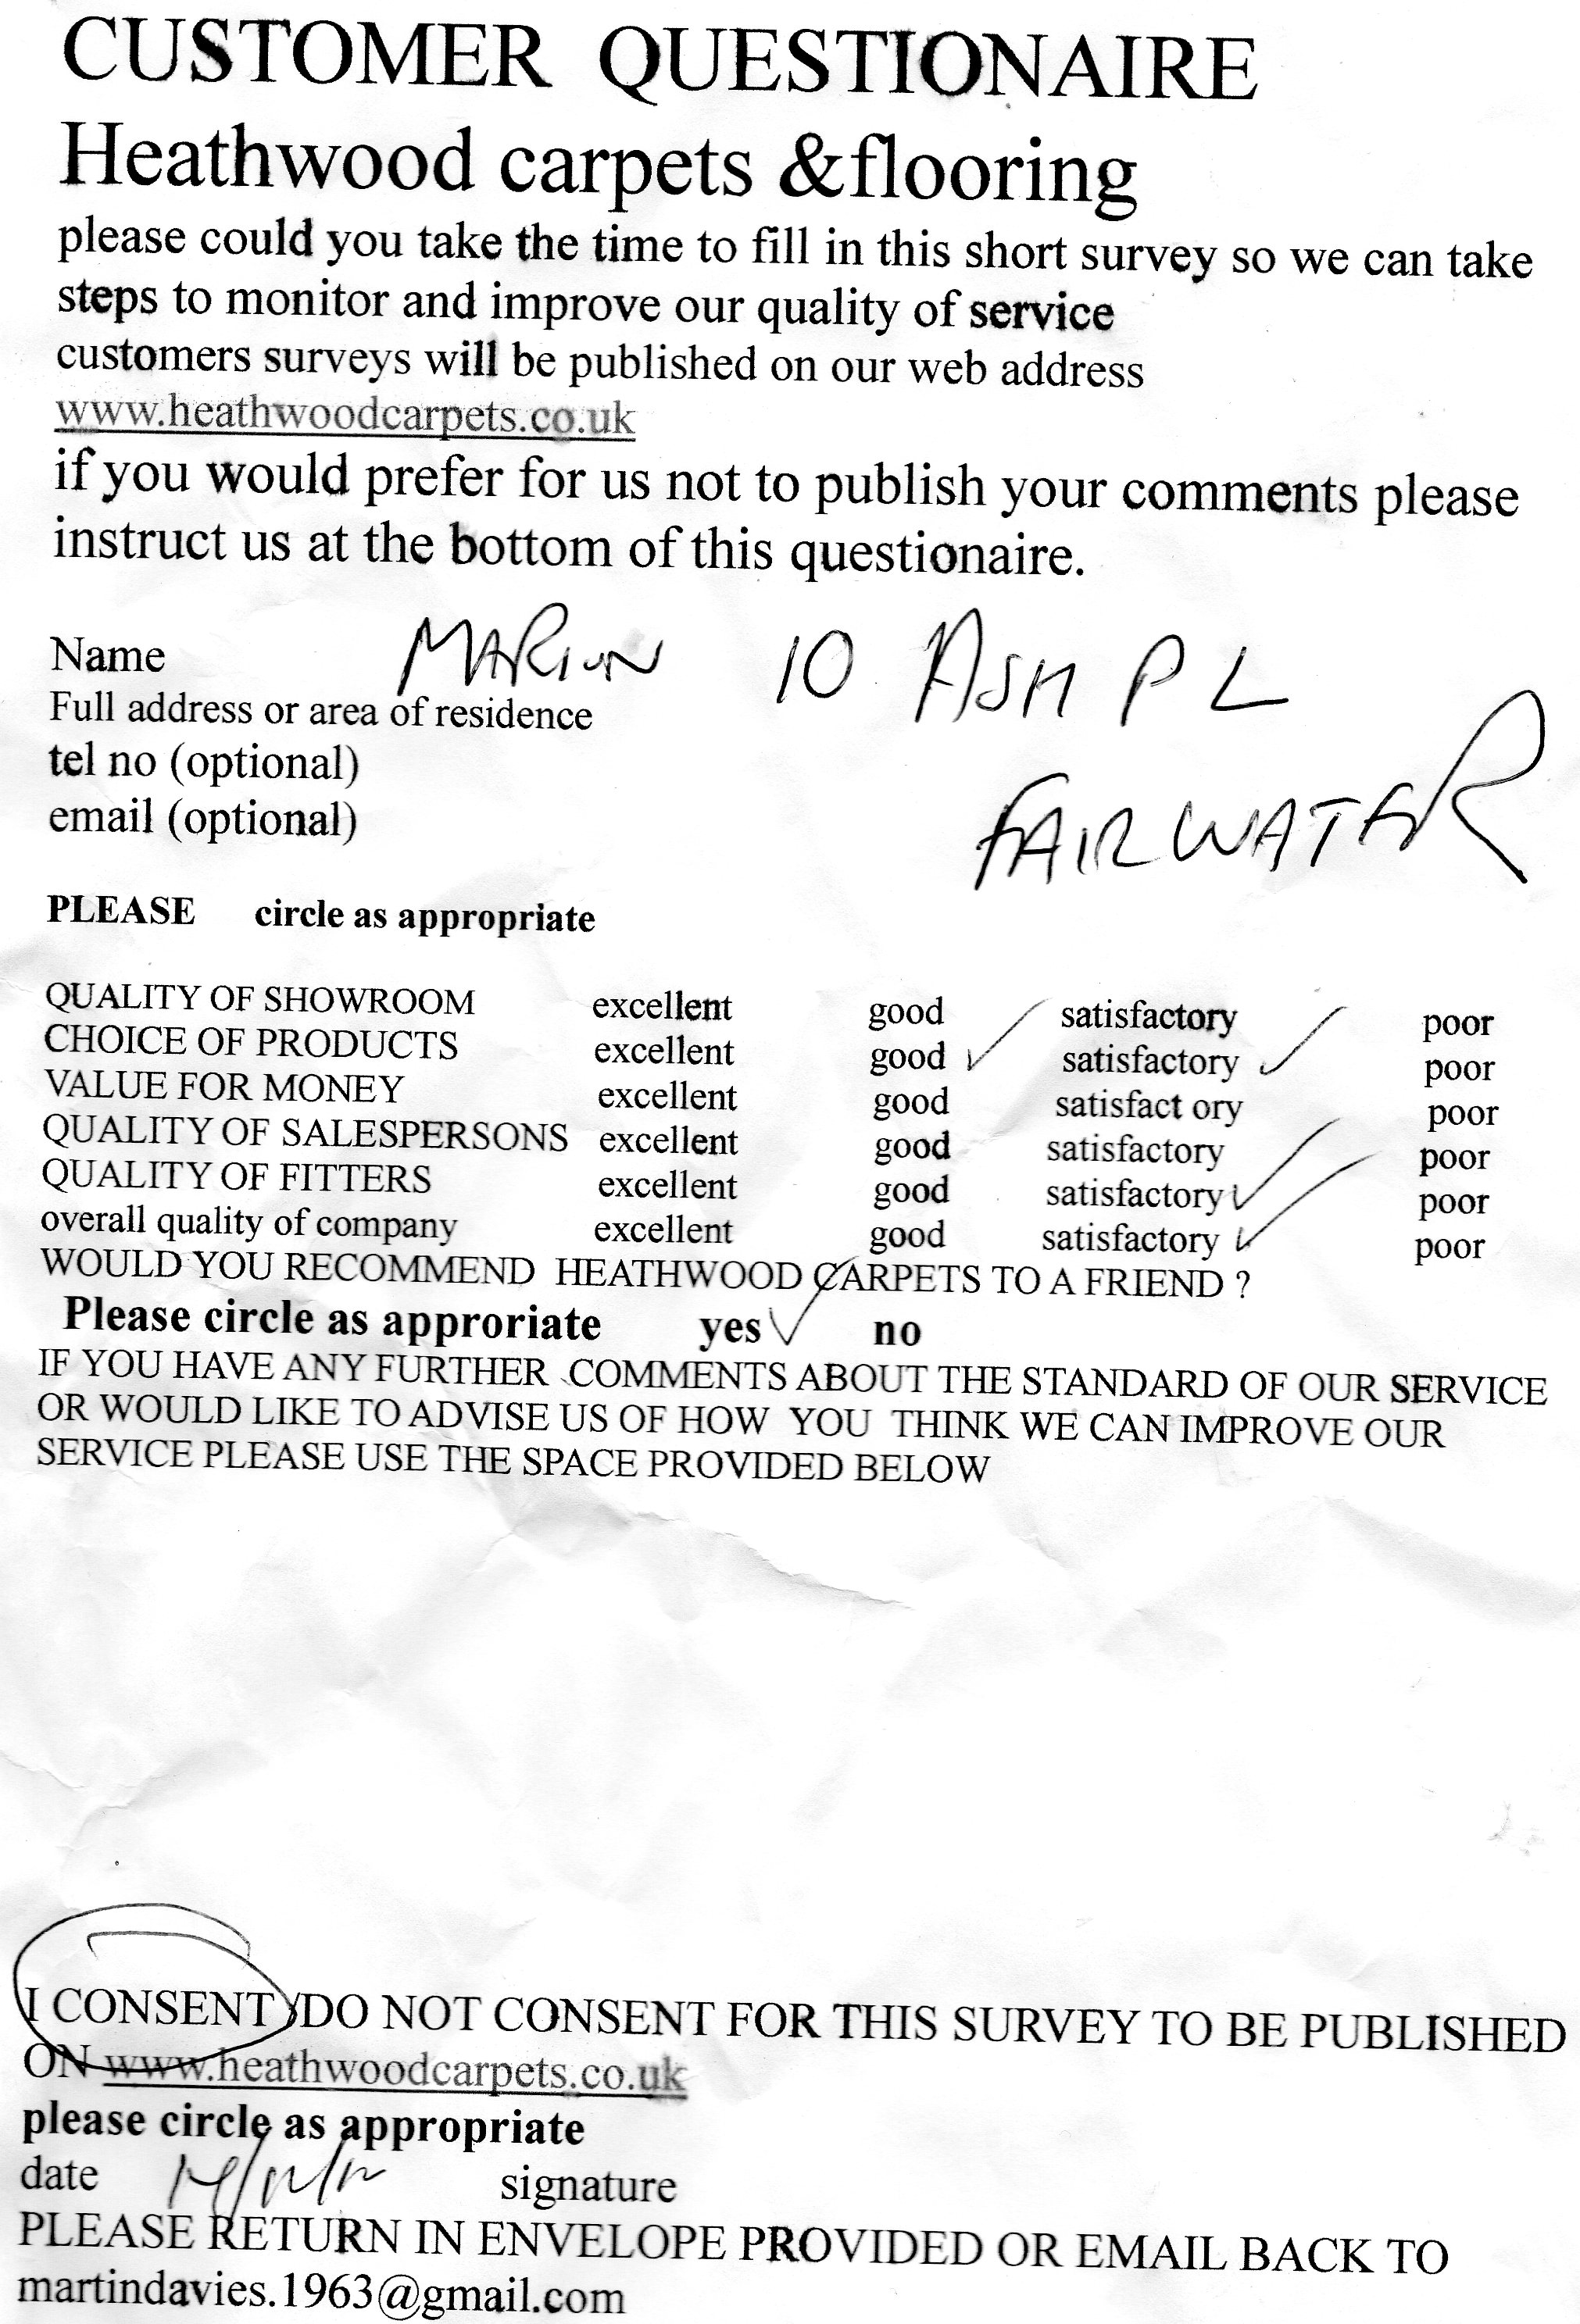 CUSTOMER QUESTIONAIRE
Heathwood carpets &flooring
please could you take the time to fill in this short survey so we can take
steps to monitor and improve our quality of service
customers surveys will be published on our web address
www.heathwoodcarpets.co.uk
if you would prefer for us not to publish your comments please
instruct us at the bottom of this questionaire.
Name MARION 10 ASH PL
Full address or area of residence
tel no (optional)
email (optional)
FAIRWATER
PLEASE circle as appropriate
QUALITY OF SHOWROOM excellent good satisfactory poor
CHOICE OF PRODUCTS excellent good ✓ satisfactory ✓ poor
VALUE FOR MONEY excellent good satisfact ory poor
QUALITY OF SALESPERSONS excellent good satisfactory poor
QUALITY OF FITTERS excellent good satisfactory ✓ poor
overall quality of company excellent good satisfactory ✓ poor
WOULD YOU RECOMMEND HEATHWOOD CARPETS TO A FRIEND ?
Please circle as approriate yes ✓ no
IF YOU HAVE ANY FURTHER COMMENTS ABOUT THE STANDARD OF OUR SERVICE
OR WOULD LIKE TO ADVISE US OF HOW YOU THINK WE CAN IMPROVE OUR
SERVICE PLEASE USE THE SPACE PROVIDED BELOW
I CONSENT /DO NOT CONSENT FOR THIS SURVEY TO BE PUBLISHED
ON www.heathwoodcarpets.co.uk
please circle as appropriate
date signature
PLEASE RETURN IN ENVELOPE PROVIDED OR EMAIL BACK TO
martindavies.1963@gmail.com